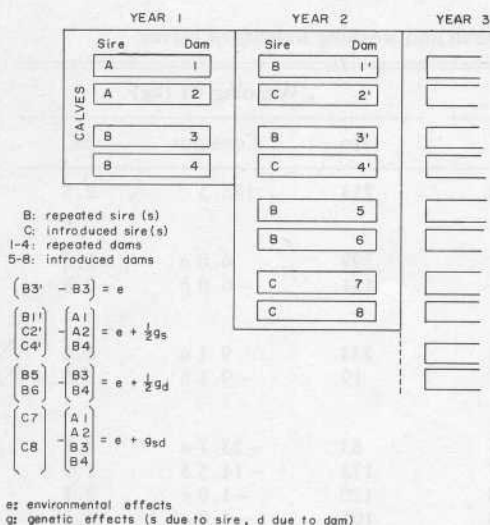 YEAR 1
YEAR 2
YEAR 3
CALVES
Sire Dam
A 1
A 2
B 3
B 4
Sire Dam
B 1'
C 2'
B 3'
C 4'
B 5
B 6
C 7
C 8
B: repeated sire (s)
C: introduced sire(s)
1-4: repeated dams
5-8: introduced dams
(B3' - B3) = e
(B1' C2' C4') - (A1 A2 B4) = e + ½gs
(B5 B6) - (B3 B4) = e + ½gd
(C7 C8) - (A1 A2 B3 B4) = e + gsd
e: environmental effects
g: genetic effects (s due to sire, d due to dam)